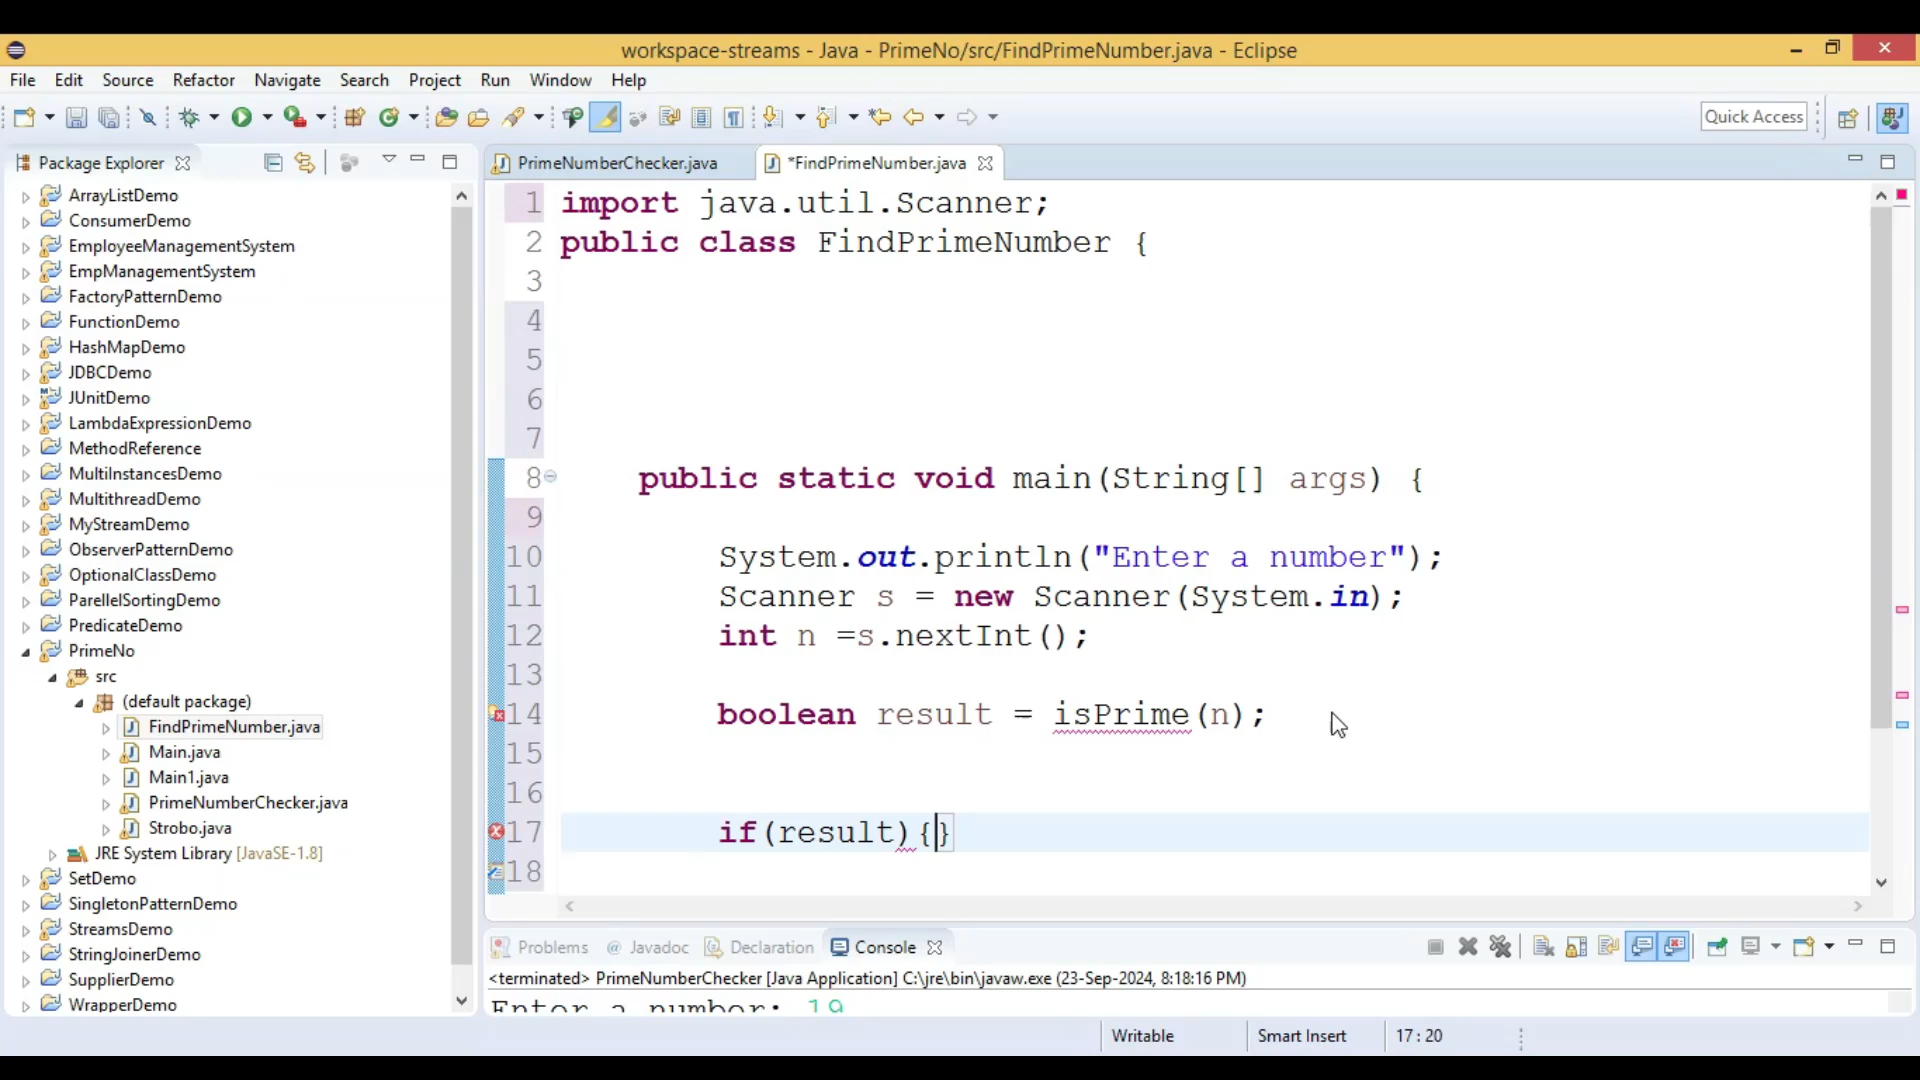 workspace-streams - Java - PrimeNo/src/FindPrimeNumber.java - Eclipse
File Edit Source Refactor Navigate Search Project Run Window Help
Quick Access
Package Explorer
ArrayListDemo
ConsumerDemo
EmployeeManagementSystem
EmpManagementSystem
FactoryPatternDemo
FunctionDemo
HashMapDemo
JDBCDemo
JUnitDemo
LambdaExpressionDemo
MethodReference
MultiInstancesDemo
MultithreadDemo
MyStreamDemo
ObserverPatternDemo
OptionalClassDemo
ParellelSortingDemo
PredicateDemo
PrimeNo
src
(default package)
FindPrimeNumber.java
Main.java
Main1.java
PrimeNumberChecker.java
Strobo.java
JRE System Library [JavaSE-1.8]
SetDemo
SingletonPatternDemo
StreamsDemo
StringJoinerDemo
SupplierDemo
WrapperDemo
PrimeNumberChecker.java *FindPrimeNumber.java
1 import java.util.Scanner;
2 public class FindPrimeNumber {
3
4
5
6
7
8 public static void main(String[] args) {
9
10 System.out.println("Enter a number");
11 Scanner s = new Scanner(System.in);
12 int n =s.nextInt();
13
14 boolean result = isPrime(n);
15
16
17 if(result){}
18
Problems @ Javadoc Declaration Console
<terminated> PrimeNumberChecker [Java Application] C:\jre\bin\javaw.exe (23-Sep-2024, 8:18:16 PM)
Enter a number: 19
Writable Smart Insert 17 : 20